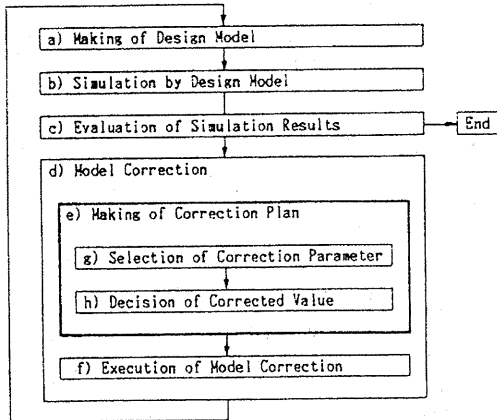 a) Making of Design Model
b) Simulation by Design Model
c) Evaluation of Simulation Results
End
d) Model Correction
e) Making of Correction Plan
g) Selection of Correction Parameter
h) Decision of Corrected Value
f) Execution of Model Correction